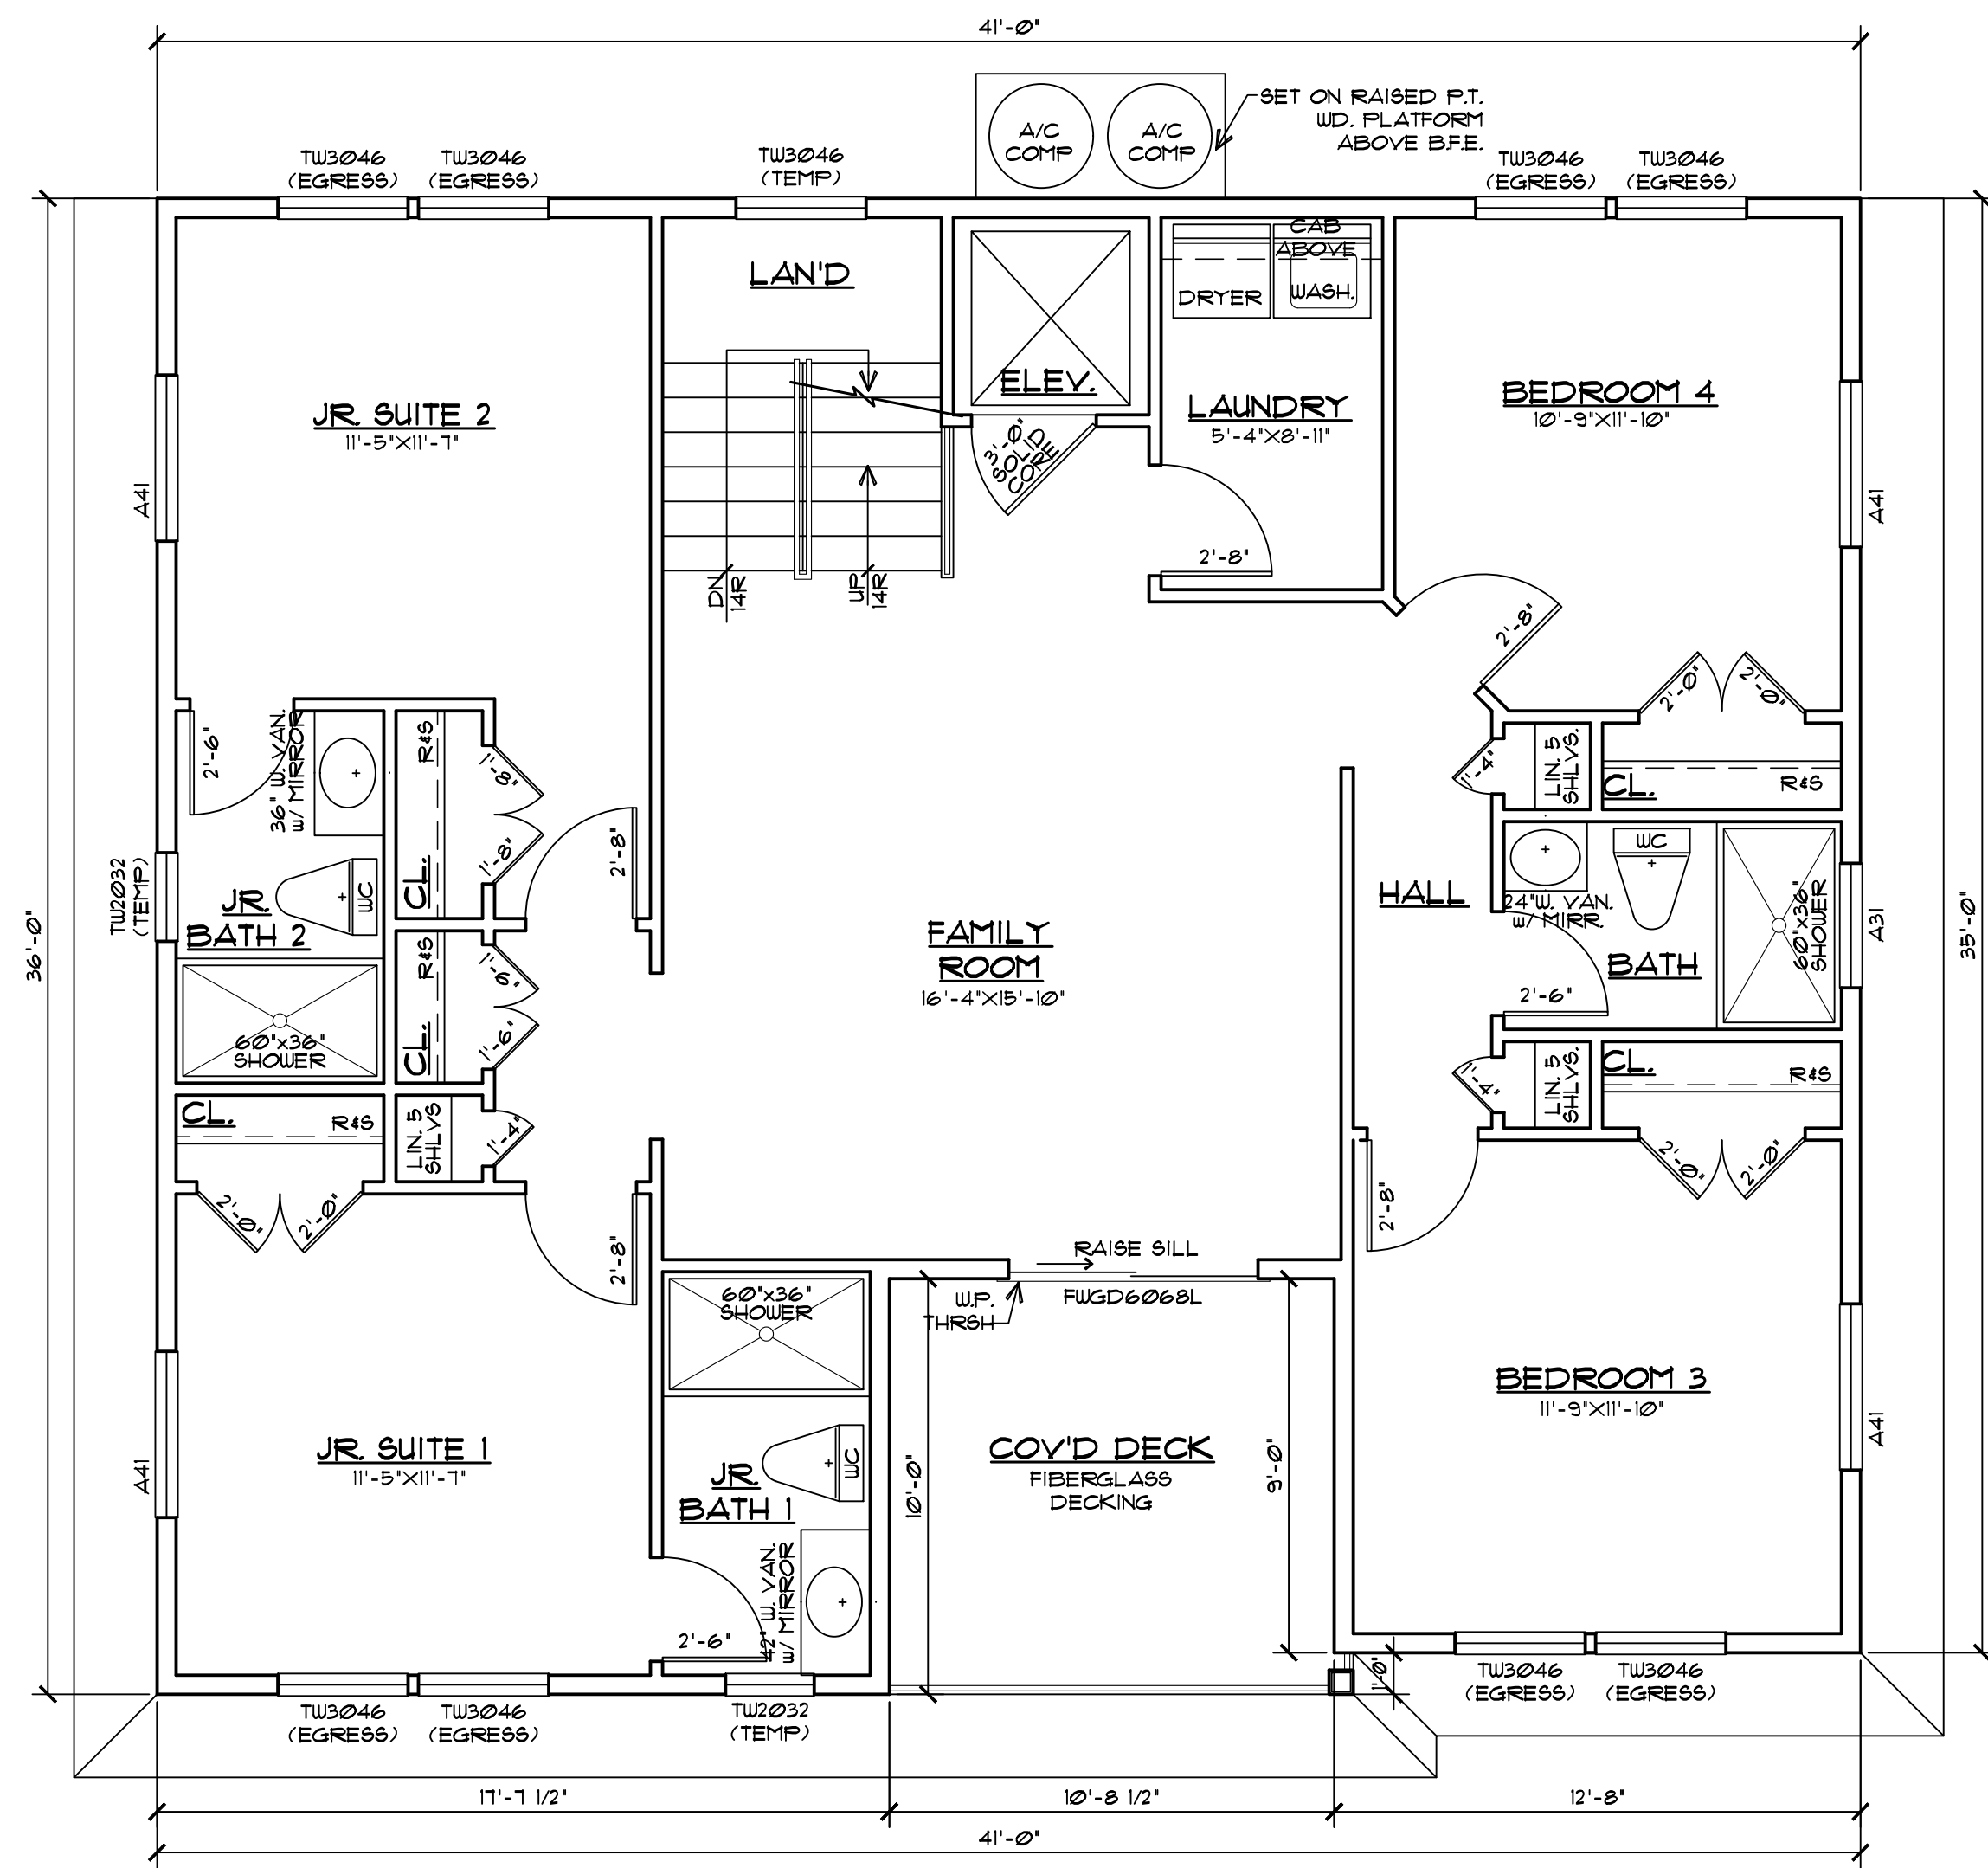 41'-0"
A/C
COMP
A/C
COMP
SET ON RAISED P.T.
WD. PLATFORM
ABOVE B.F.E.
TW3046
(EGRESS)
TW3046
(EGRESS)
TW3046
(TEMP)
TW3046
(EGRESS)
TW3046
(EGRESS)
LAN'D
CAB
ABOVE
DRYER
WASH.
ELEV.
JR. SUITE 2
11'-5"X11'-7"
LAUNDRY
5'-4"X8'-11"
BEDROOM 4
10'-9"X11'-10"
3'-0"
SOLID
CORE
A41
A41
2'-8"
DN
14R
UP
14R
2'-8"
2'-0"
2'-0"
2'-6"
36" W. VAN.
w/ MIRROR
R&S
1'-8"
1'-8"
CL.
2'-8"
1'-4"
LIN. 5
SHLVS.
CL.
R&S
TW2032
(TEMP)
JR.
BATH 2
WC
HALL
24"W. VAN.
w/ MIRR.
WC
60"x36"
SHOWER
A31
BATH
2'-6"
36'-0"
35'-0"
FAMILY
ROOM
16'-4"X15'-10"
R&S
1'-6"
1'-6"
CL.
60"x36"
SHOWER
CL.
R&S
LIN. 5
SHLVS
1'-4"
1'-4"
LIN. 5
SHLVS.
CL.
R&S
2'-0"
2'-0"
2'-8"
2'-8"
2'-0"
2'-0"
RAISE SILL
W.P.
THRSH
FWGD6068L
60"x36"
SHOWER
JR. SUITE 1
11'-5"X11'-7"
A41
JR.
BATH 1
WC
10'-0"
COV'D DECK
FIBERGLASS
DECKING
9'-0"
BEDROOM 3
11'-9"X11'-10"
A41
42" W. VAN.
w/ MIRROR
2'-6"
1'-0"
TW3046
(EGRESS)
TW3046
(EGRESS)
TW3046
(EGRESS)
TW3046
(EGRESS)
TW2032
(TEMP)
17'-7 1/2"
10'-8 1/2"
12'-8"
41'-0"